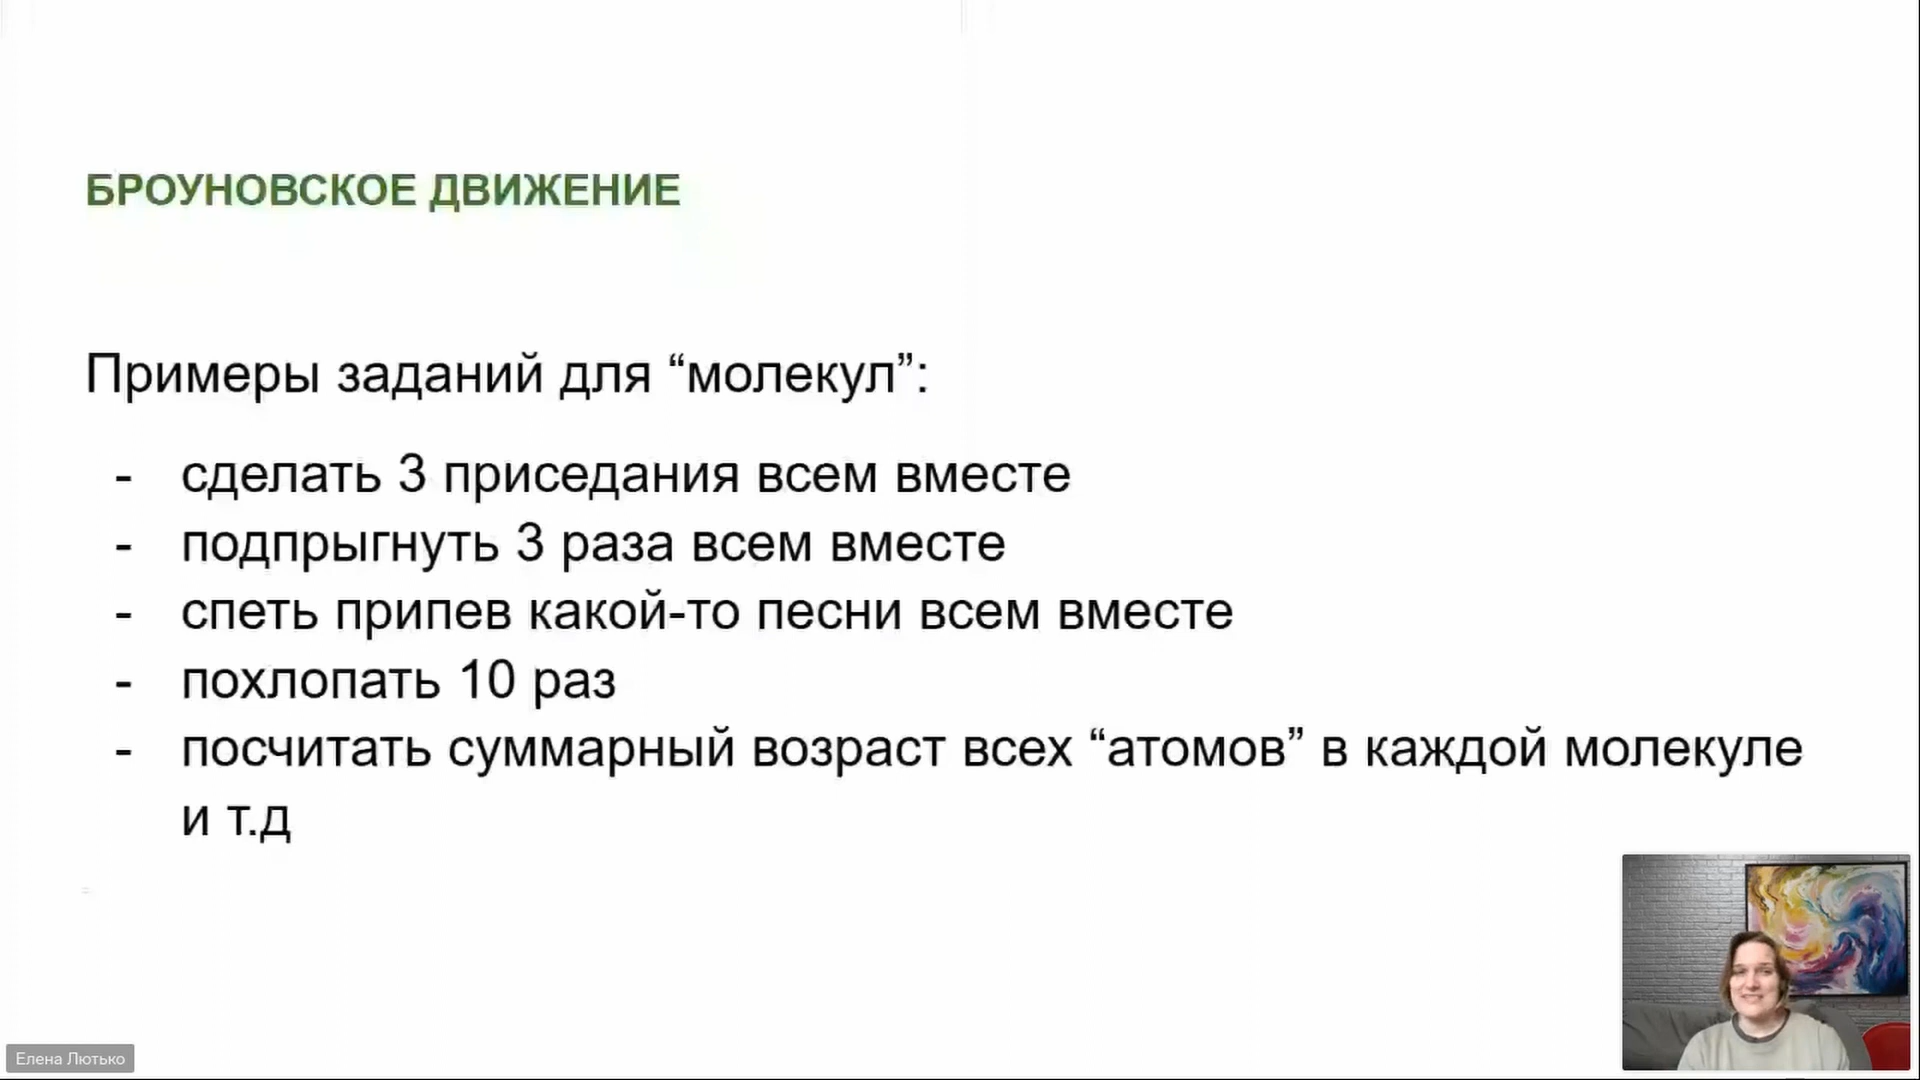 БРОУНОВСКОЕ ДВИЖЕНИЕ
Примеры заданий для “молекул”:
- сделать 3 приседания всем вместе
- подпрыгнуть 3 раза всем вместе
- спеть припев какой-то песни всем вместе
- похлопать 10 раз
- посчитать суммарный возраст всех “атомов” в каждой молекуле
и т.д
Елена Лютько